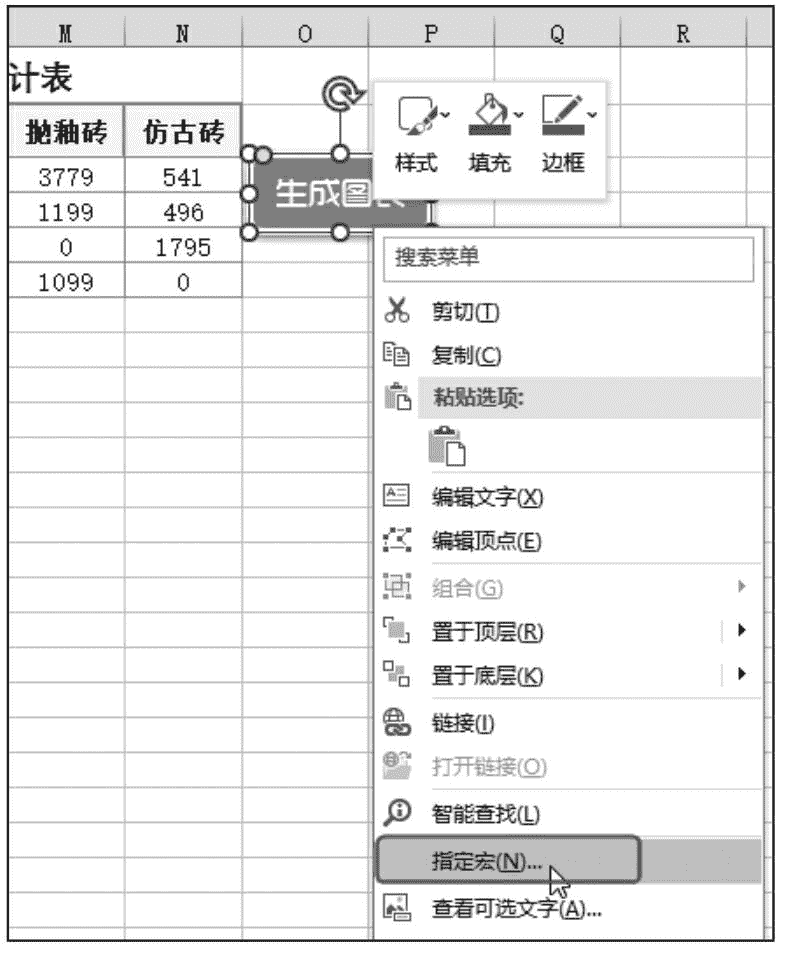 M N O P Q R
计表
抛釉砖 仿古砖
3779 541
1199 496
0 1795
1099 0
生成图表
样式 填充 边框
搜索菜单
剪切(T)
复制(C)
粘贴选项:
编辑文字(X)
编辑顶点(E)
组合(G)
置于顶层(R)
置于底层(K)
链接(I)
打开链接(O)
智能查找(L)
指定宏(N)...
查看可选文字(A)...